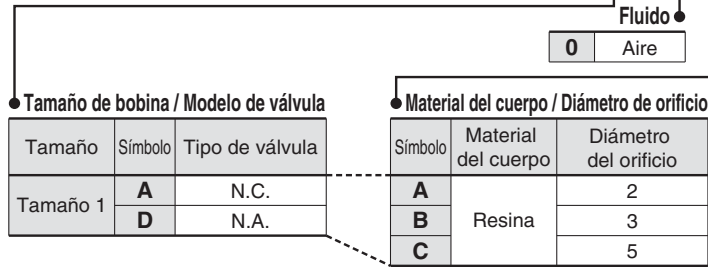 Fluido
0 Aire
Tamaño de bobina / Modelo de válvula
Tamaño Símbolo Tipo de válvula
Tamaño 1
A N.C.
D N.A.
Material del cuerpo / Diámetro de orificio
Símbolo Material del cuerpo Diámetro del orificio
A Resina 2
B 3
C 5